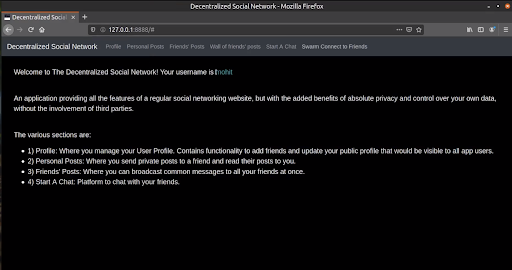 Decentralized Social Network - Mozilla Firefox
Decentralized Social N
127.0.0.1:8888/#
Decentralized Social Network Profile Personal Posts Friends' Posts Wall of friends' posts Start A Chat Swarm Connect to Friends
Welcome to The Decentralized Social Network! Your username is mohit
An application providing all the features of a regular social networking website, but with the added benefits of absolute privacy and control over your own data,
without the involvement of third parties.
The various sections are:
• 1) Profile: Where you manage your User Profile. Contains functionality to add friends and update your public profile that would be visible to all app users.
• 2) Personal Posts: Where you send private posts to a friend and read their posts to you.
• 3) Friends' Posts: Where you can broadcast common messages to all your friends at once.
• 4) Start A Chat: Platform to chat with your friends.